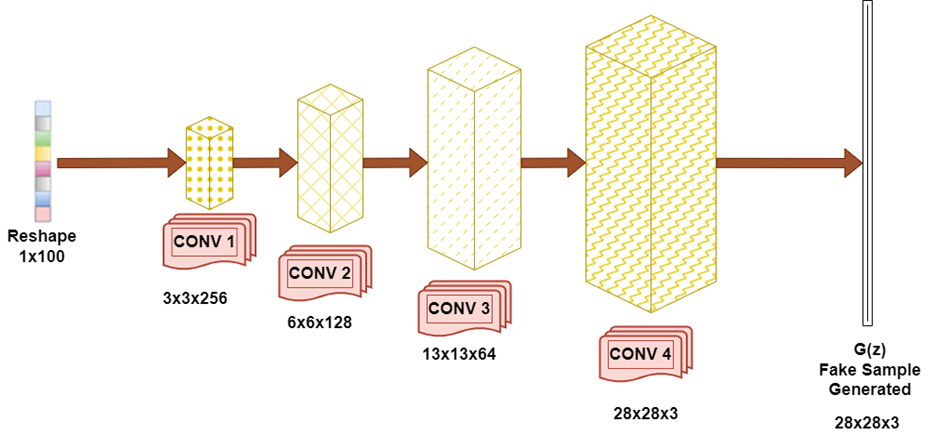 Reshape
1x100
CONV 1
3x3x256
CONV 2
6x6x128
CONV 3
13x13x64
CONV 4
28x28x3
G(z)
Fake Sample
Generated
28x28x3